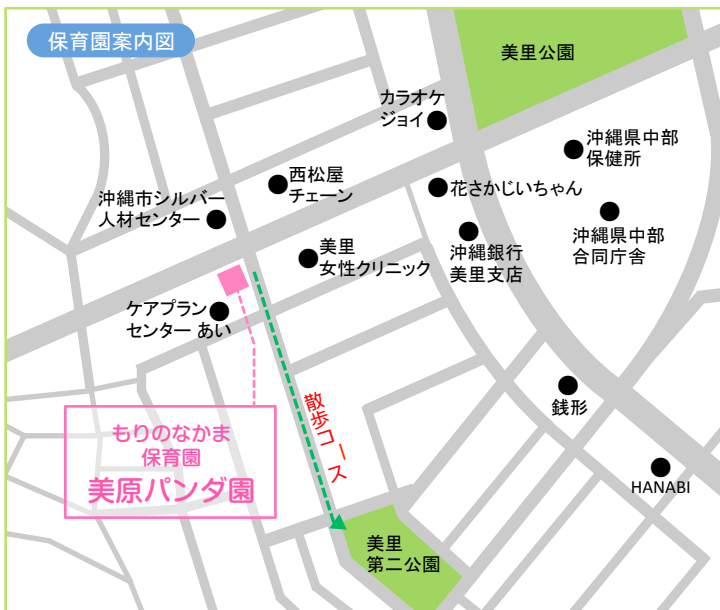 保育園案内図
美里公園
カラオケ
ジョイ
沖縄県中部
保健所
西松屋
チェーン
花さかじいちゃん
沖縄市シルバー
人材センター
沖縄県中部
合同庁舎
沖縄銀行
美里支店
美里
女性クリニック
ケアプラン
センター あい
銭形
散歩コース
もりのなかま
保育園
美原パンダ園
HANABI
美里
第二公園